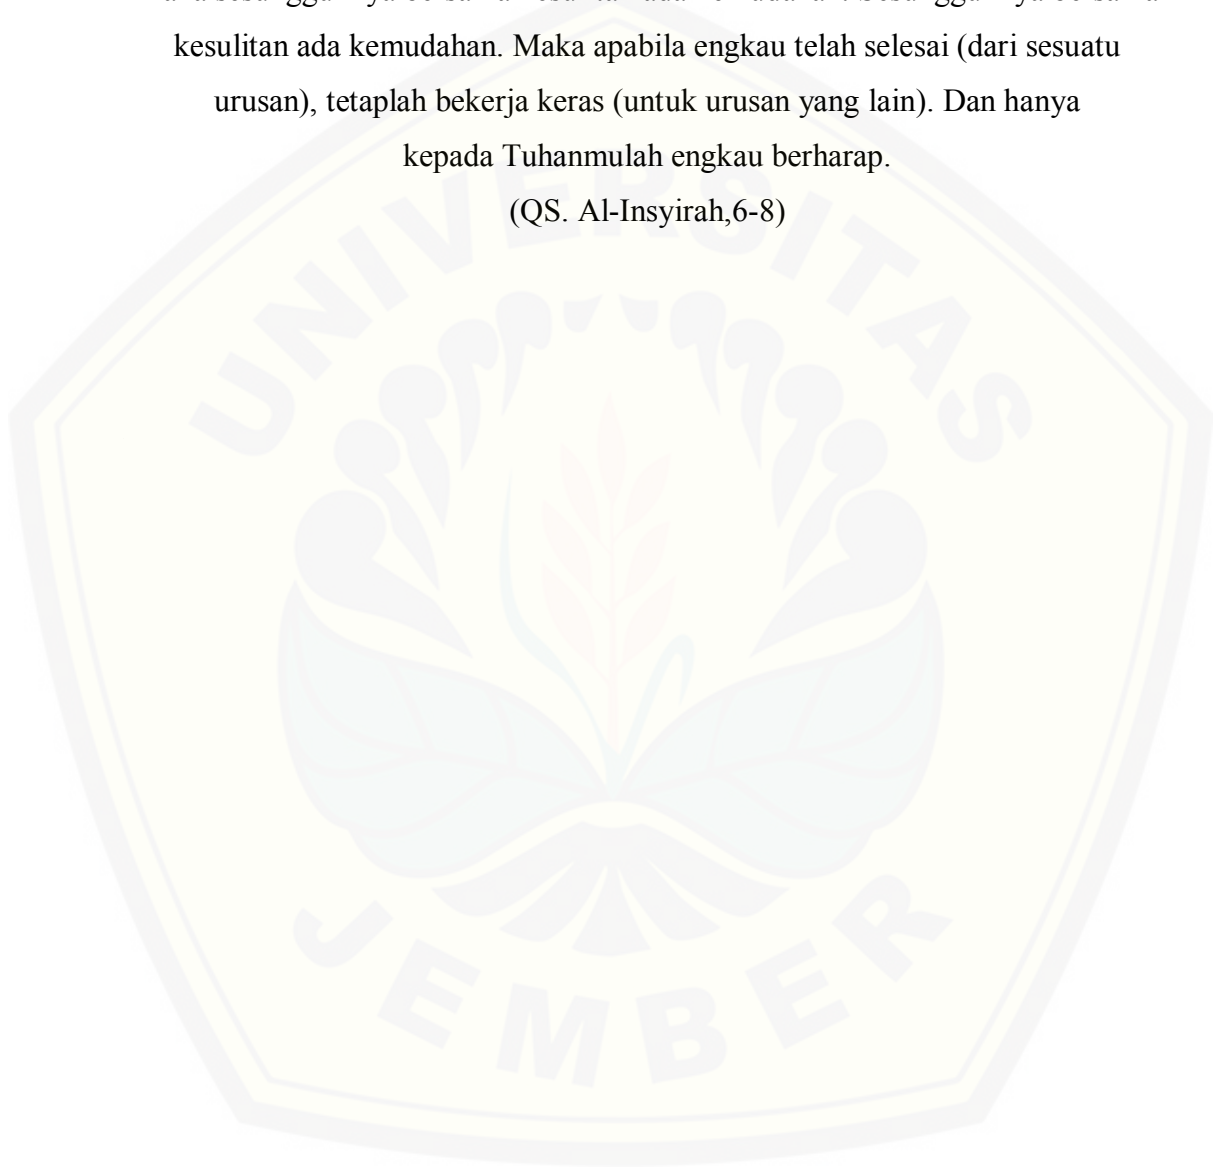 kesulitan ada kemudahan. Maka apabila engkau telah selesai (dari sesuatu
urusan), tetaplah bekerja keras (untuk urusan yang lain). Dan hanya
kepada Tuhanmulah engkau berharap.
(QS. Al-Insyirah,6-8)
UNIVERSITAS
JEMBER